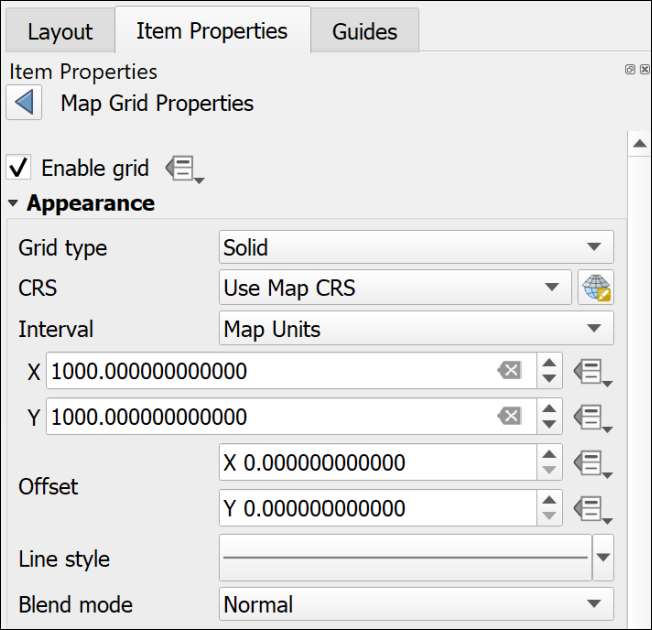 Layout Item Properties Guides
Item Properties
Map Grid Properties
Enable grid
Appearance
Grid type Solid
CRS Use Map CRS
Interval Map Units
X 1000.000000000000
Y 1000.000000000000
X 0.000000000000
Offset
Y 0.000000000000
Line style
Blend mode Normal